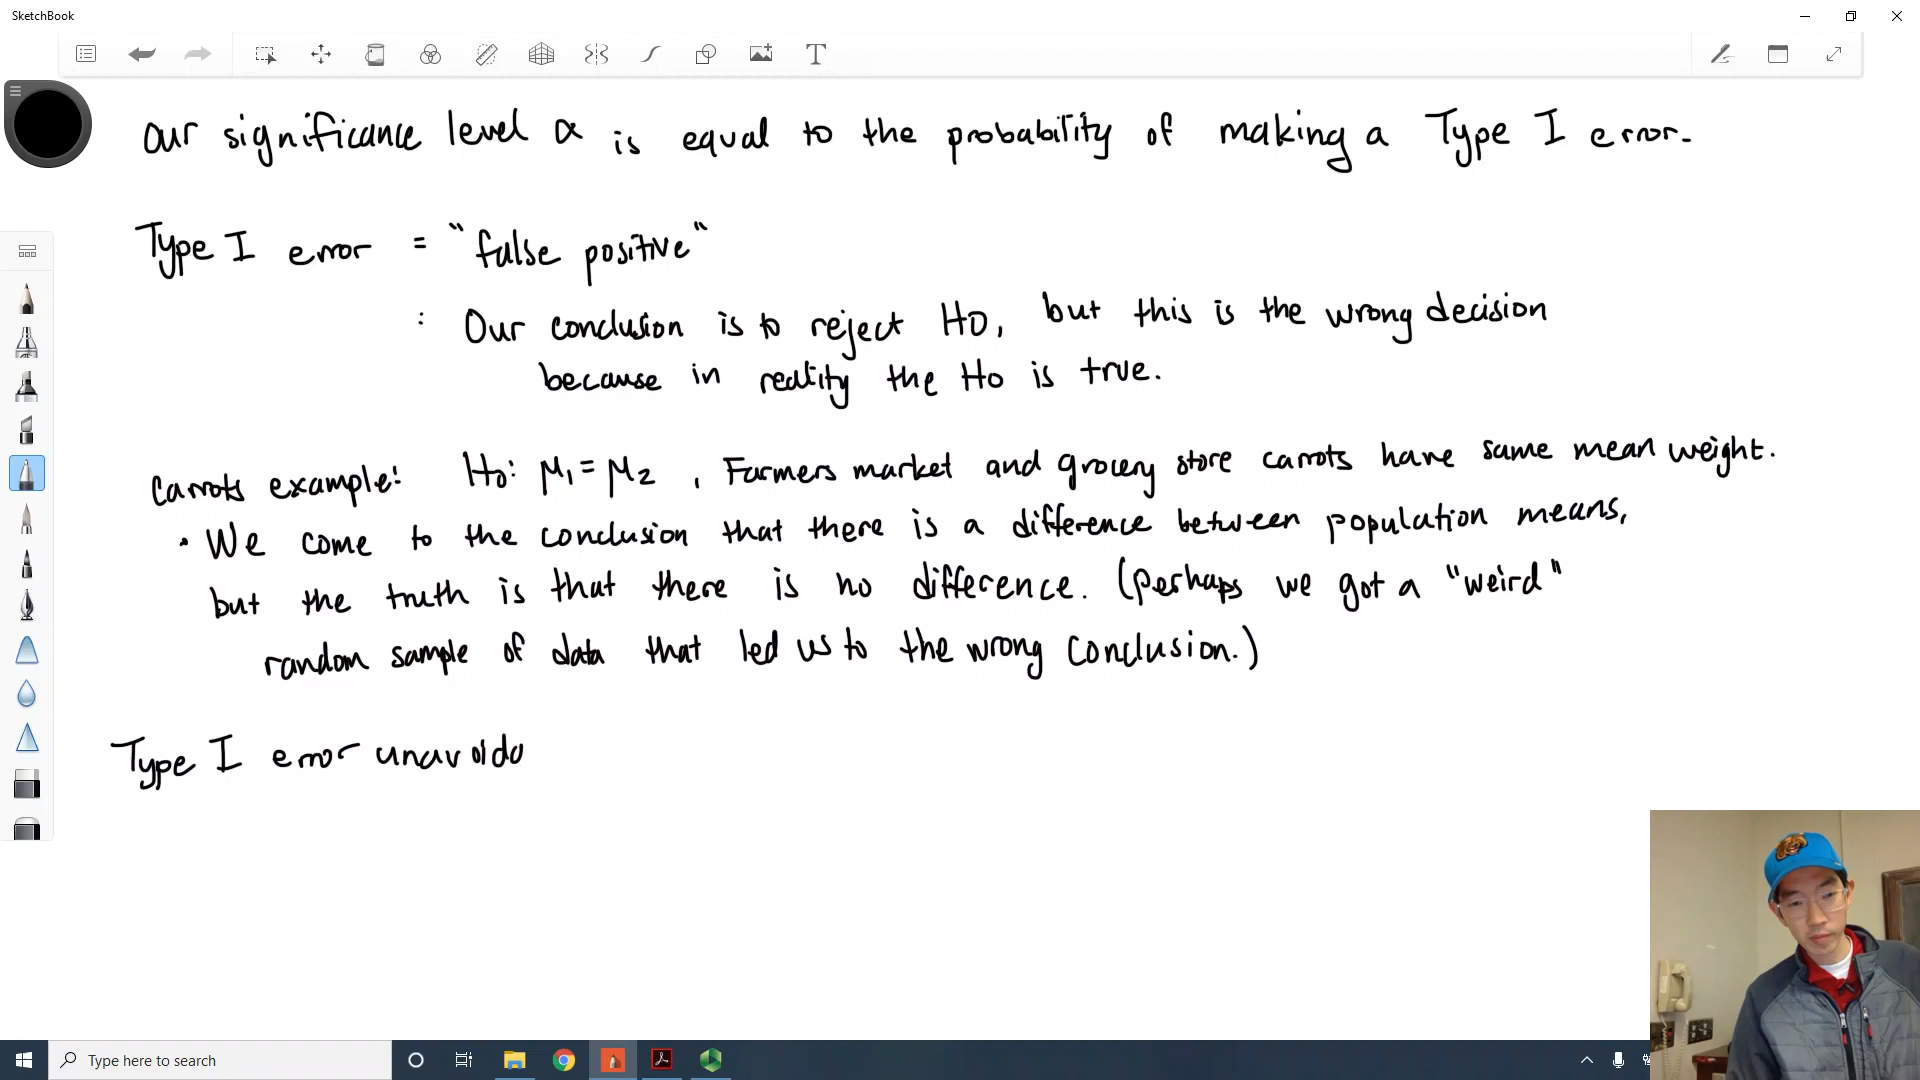 SketchBook
Our significance level α is equal to the probability of making a Type I error.
Type I error = "false positive"
: Our conclusion is to reject H0, but this is the wrong decision
because in reality the H0 is true.
Carrots example: H0: μ1 = μ2, Farmers market and grocery store carrots have same mean weight.
• We come to the conclusion that there is a difference between population means,
but the truth is that there is no difference. (Perhaps we got a "weird"
random sample of data that led us to the wrong conclusion.)
Type I error unavoida
Type here to search